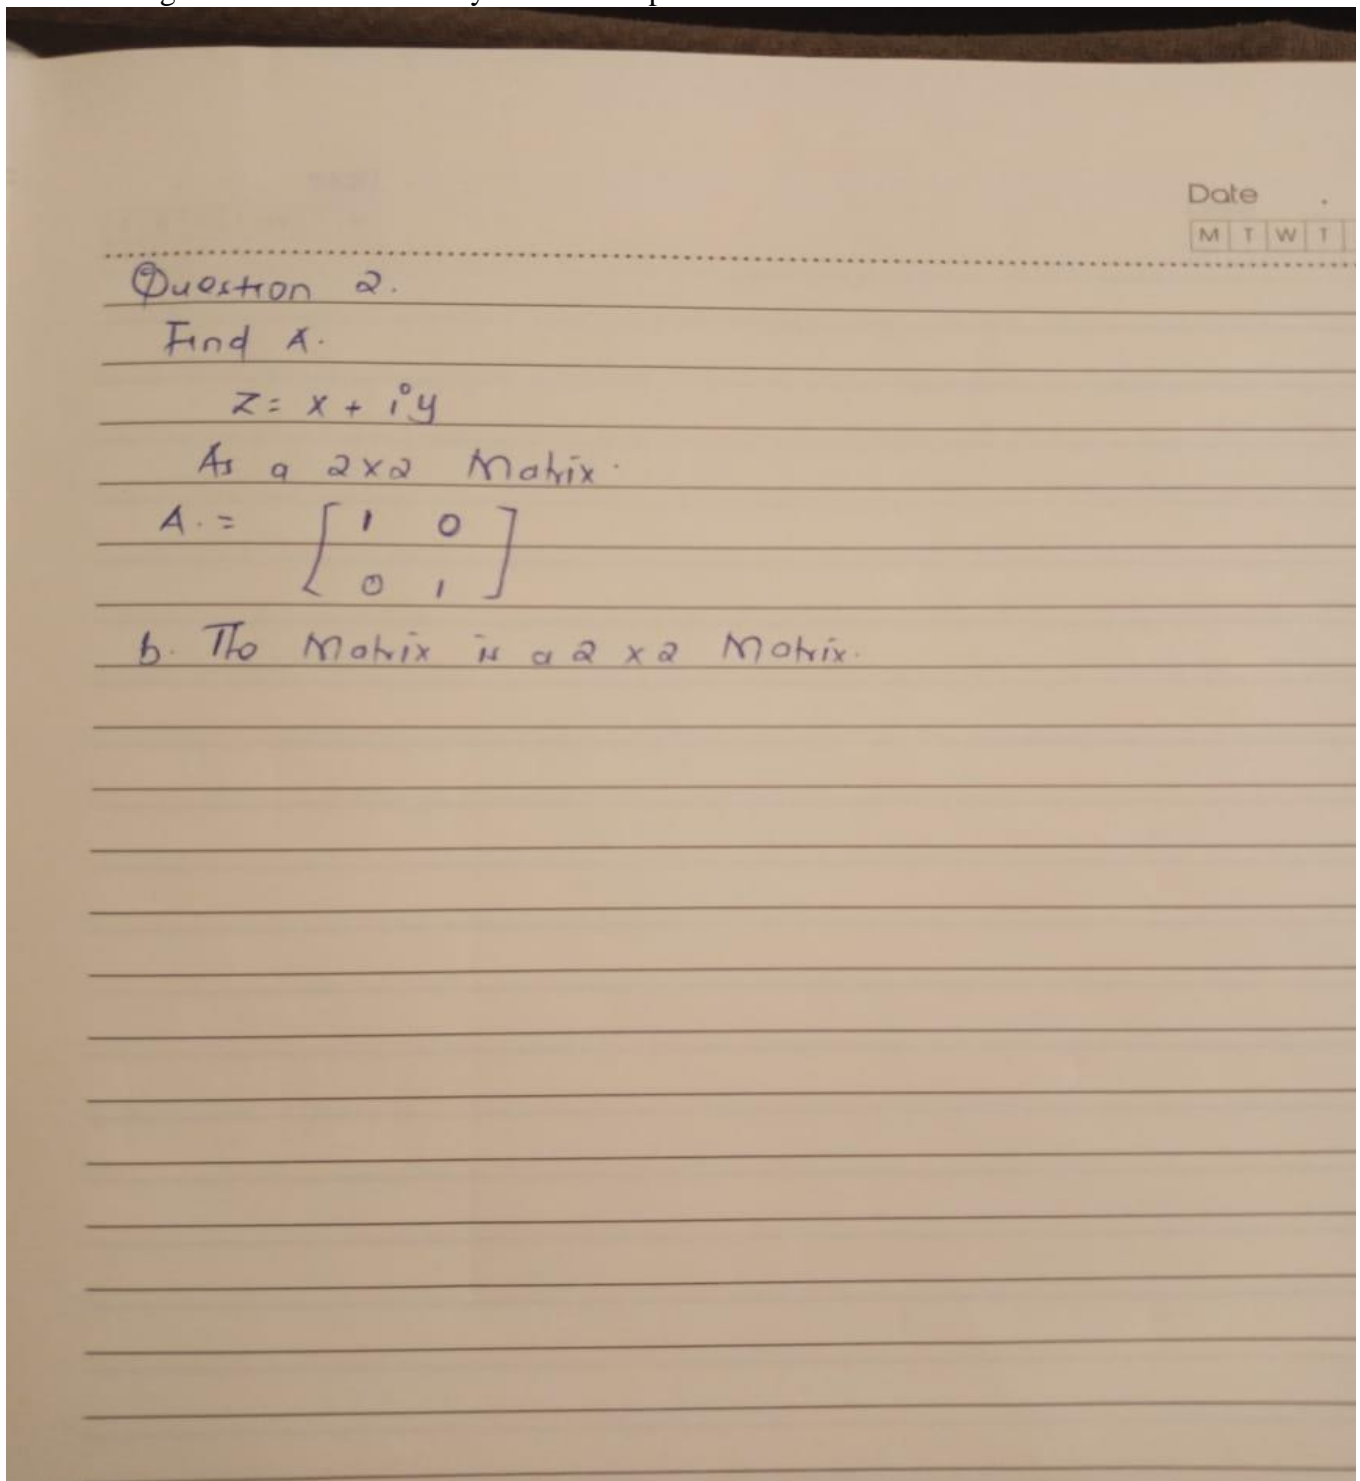 Date .
M T W T
Question 2.
Find A.
z = x + iy
As a 2x2 Matrix.
A. = [ 1 0
0 1 ]
b. The Matrix is a 2 x 2 Matrix.